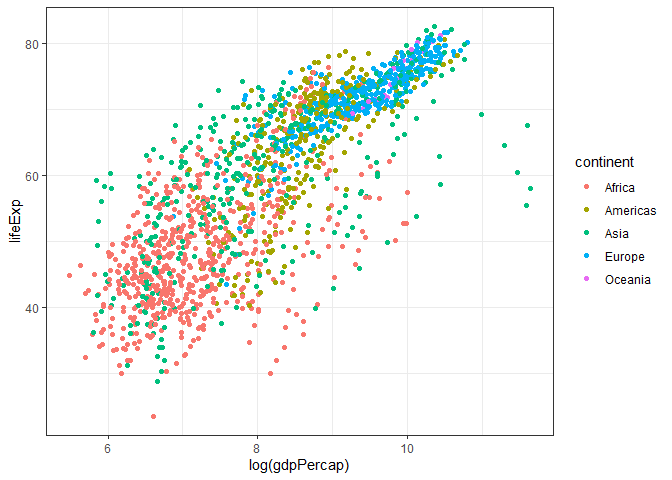 80
60
40
lifeExp
6
8
10
log(gdpPercap)
continent
Africa
Americas
Asia
Europe
Oceania